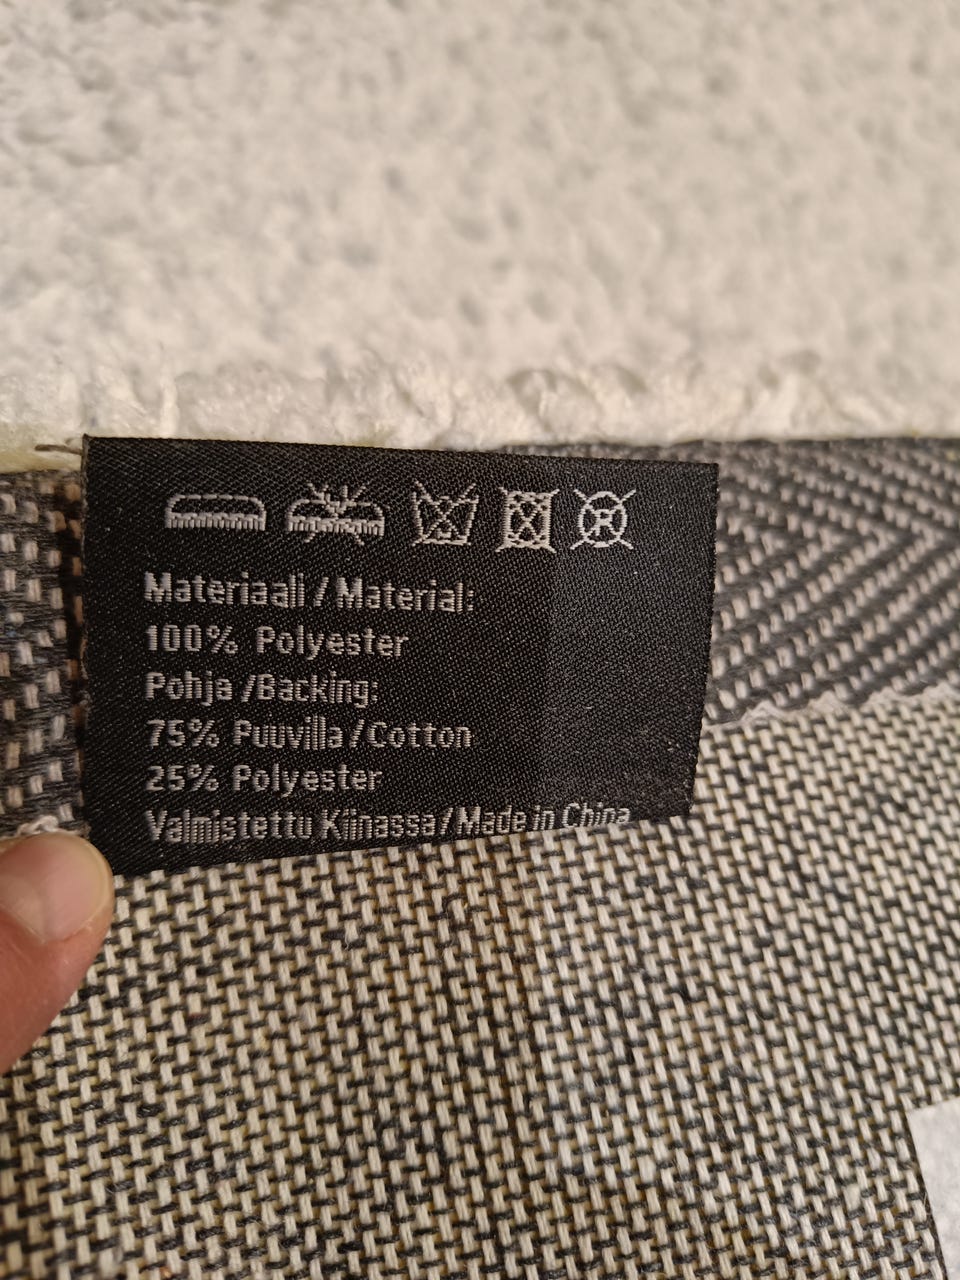 Materiaali / Material:
100% Polyester
Pohja /Backing:
75% Puuvilla /Cotton
25% Polyester
Valmistettu Kiinassa / Made in China